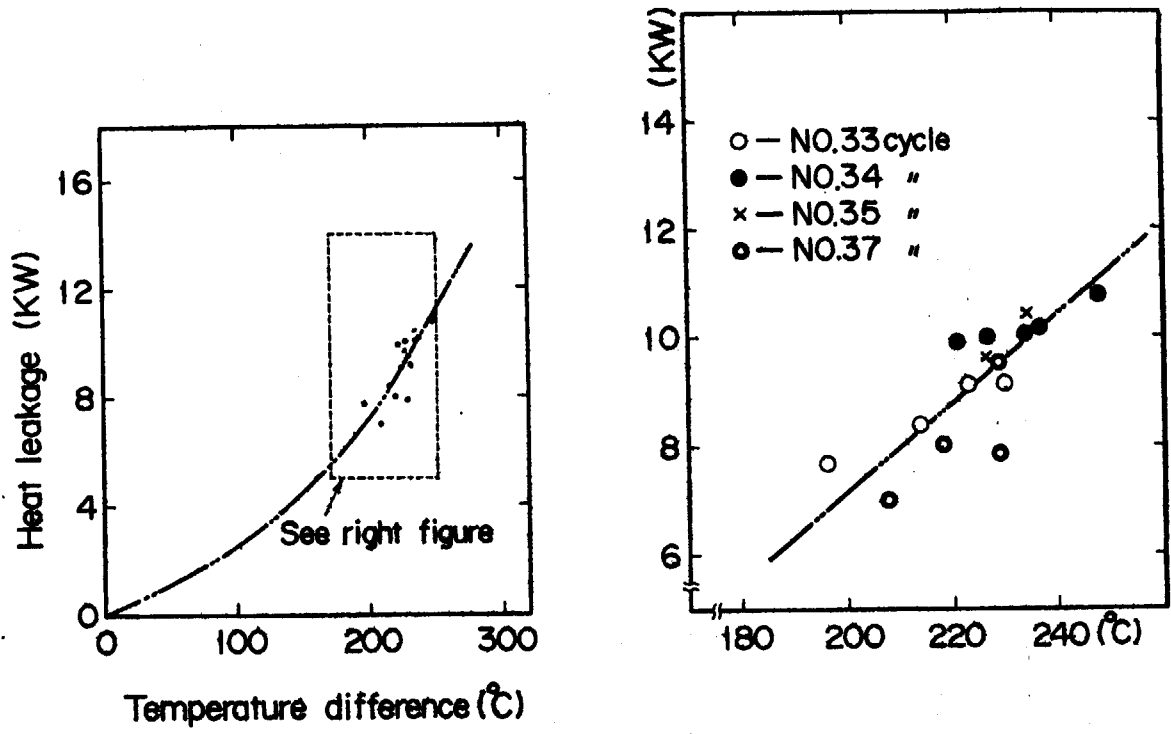 Heat leakage (KW)
16
12
8
4
0
0 100 200 300
See right figure
Temperature difference (°C)
(KW)
14
12
10
8
6
180 200 220 240 (°C)
○ — NO.33 cycle
● — NO.34 〃
× — NO.35 〃
◎ — NO.37 〃